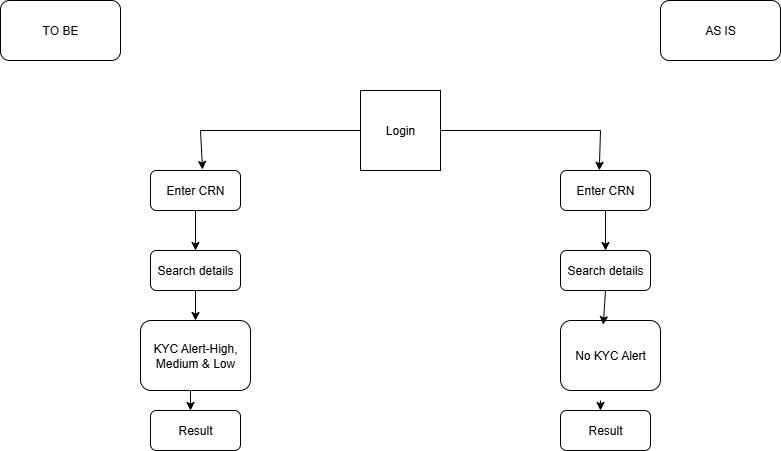 TO BE
AS IS
Login
Enter CRN
Enter CRN
Search details
Search details
KYC Alert-High,
Medium & Low
No KYC Alert
Result
Result